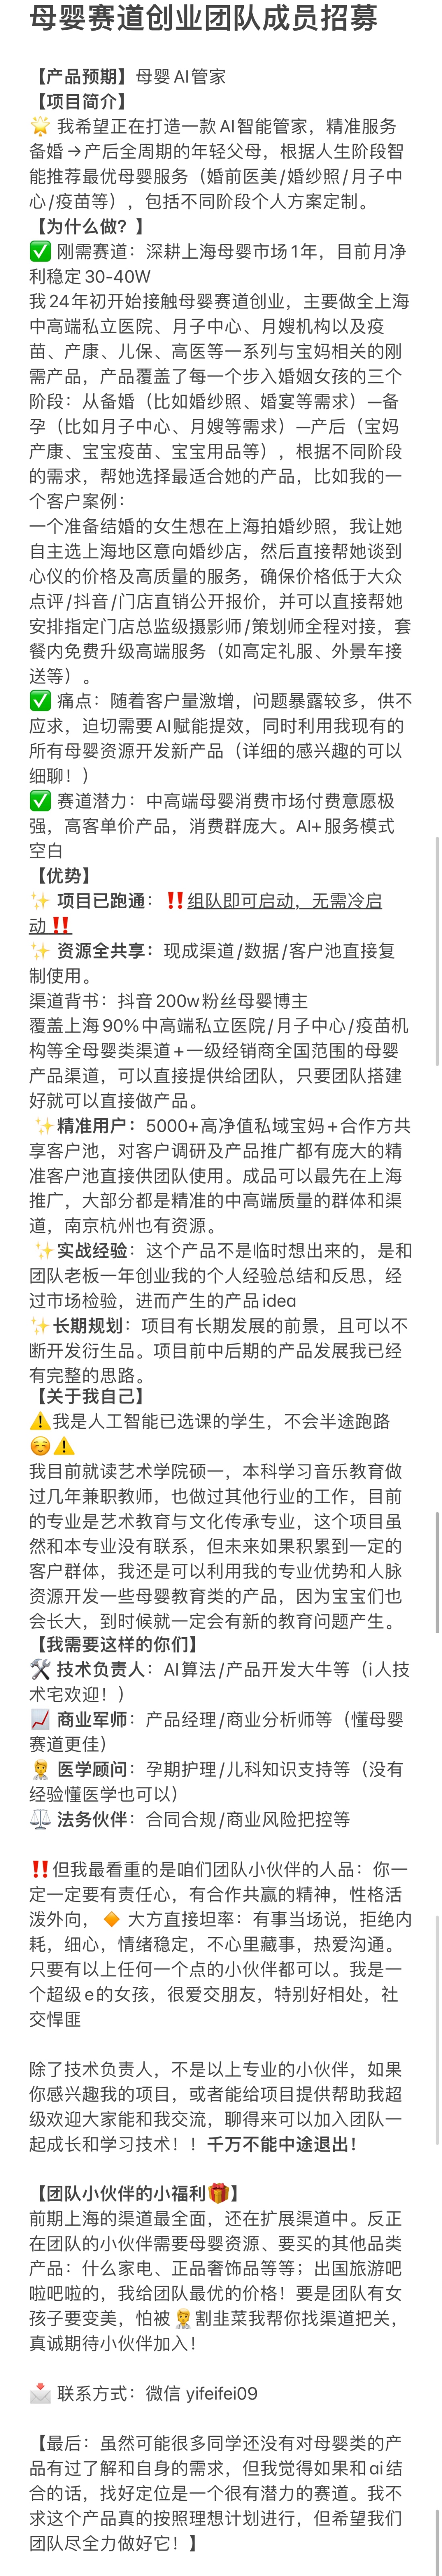 母婴赛道创业团队成员招募
【产品预期】母婴AI管家
【项目简介】
🌟 我希望正在打造一款AI智能管家，精准服务
备婚→产后全周期的年轻父母，根据人生阶段智
能推荐最优母婴服务（婚前医美/婚纱照/月子中
心/疫苗等），包括不同阶段个人方案定制。
【为什么做？】
✅ 刚需赛道：深耕上海母婴市场1年，目前月净
利稳定30-40W
我24年初开始接触母婴赛道创业，主要做全上海
中高端私立医院、月子中心、月嫂机构以及疫
苗、产康、儿保、高医等一系列与宝妈相关的刚
需产品，产品覆盖了每一个步入婚姻女孩的三个
阶段：从备婚（比如婚纱照、婚宴等需求）—备
孕（比如月子中心、月嫂等需求）—产后（宝妈
产康、宝宝疫苗、宝宝用品等），根据不同阶段
的需求，帮她选择最适合她的产品，比如我的一
个客户案例：
一个准备结婚的女生想在上海拍婚纱照，我让她
自主选上海地区意向婚纱店，然后直接帮她谈到
心仪的价格及高质量的服务，确保价格低于大众
点评/抖音/门店直销公开报价，并可以直接帮她
安排指定门店总监级摄影师/策划师全程对接，套
餐内免费升级高端服务（如高定礼服、外景车接
送等）。
✅ 痛点：随着客户量激增，问题暴露较多，供不
应求，迫切需要AI赋能提效，同时利用我现有的
所有母婴资源开发新产品（详细的感兴趣的可以
细聊！）
✅ 赛道潜力：中高端母婴消费市场付费意愿极
强，高客单价产品，消费群庞大。AI+服务模式
空白
【优势】
✨ 项目已跑通：‼️组队即可启动，无需冷启
动‼️
✨ 资源全共享：现成渠道/数据/客户池直接复
制使用。
渠道背书：抖音200w粉丝母婴博主
覆盖上海90%中高端私立医院/月子中心/疫苗机
构等全母婴类渠道+一级经销商全国范围的母婴
产品渠道，可以直接提供给团队，只要团队搭建
好就可以直接做产品。
✨精准用户：5000+高净值私域宝妈+合作方共
享客户池，对客户调研及产品推广都有庞大的精
准客户池直接供团队使用。成品可以最先在上海
推广，大部分都是精准的中高端质量的群体和渠
道，南京杭州也有资源。
✨实战经验：这个产品不是临时想出来的，是和
团队老板一年创业我的个人经验总结和反思，经
过市场检验，进而产生的产品idea
✨长期规划：项目有长期发展的前景，且可以不
断开发衍生品。项目前中后期的产品发展我已经
有完整的思路。
【关于我自己】
⚠️我是人工智能已选课的学生，不会半途跑路
☺️⚠️
我目前就读艺术学院硕一，本科学习音乐教育做
过几年兼职教师，也做过其他行业的工作，目前
的专业是艺术教育与文化传承专业，这个项目虽
然和本专业没有联系，但未来如果积累到一定的
客户群体，我还是可以利用我的专业优势和人脉
资源开发一些母婴教育类的产品，因为宝宝们也
会长大，到时候就一定会有新的教育问题产生。
【我需要这样的你们】
🛠️ 技术负责人：AI算法/产品开发大牛等（i人技
术宅欢迎！）
📈 商业军师：产品经理/商业分析师等（懂母婴
赛道更佳）
🧑‍⚕️ 医学顾问：孕期护理/儿科知识支持等（没有
经验懂医学也可以）
⚖️ 法务伙伴：合同合规/商业风险把控等
‼️但我最看重的是咱们团队小伙伴的人品：你一
定一定要有责任心，有合作共赢的精神，性格活
泼外向，🔸大方直接坦率：有事当场说，拒绝内
耗，细心，情绪稳定，不心里藏事，热爱沟通。
只要有以上任何一个点的小伙伴都可以。我是一
个超级e的女孩，很爱交朋友，特别好相处，社
交悍匪
除了技术负责人，不是以上专业的小伙伴，如果
你感兴趣我的项目，或者能给项目提供帮助我超
级欢迎大家能和我交流，聊得来可以加入团队一
起成长和学习技术！！千万不能中途退出！
【团队小伙伴的小福利🎁】
前期上海的渠道最全面，还在扩展渠道中。反正
在团队的小伙伴需要母婴资源、要买的其他品类
产品：什么家电、正品奢饰品等等；出国旅游吧
啦吧啦的，我给团队最优的价格！要是团队有女
孩子要变美，怕被🧑‍⚕️割韭菜我帮你找渠道把关，
真诚期待小伙伴加入！
📩 联系方式：微信 yifeifei09
【最后：虽然可能很多同学还没有对母婴类的产
品有过了解和自身的需求，但我觉得如果和ai结
合的话，找好定位是一个很有潜力的赛道。我不
求这个产品真的按照理想计划进行，但希望我们
团队尽全力做好它！】